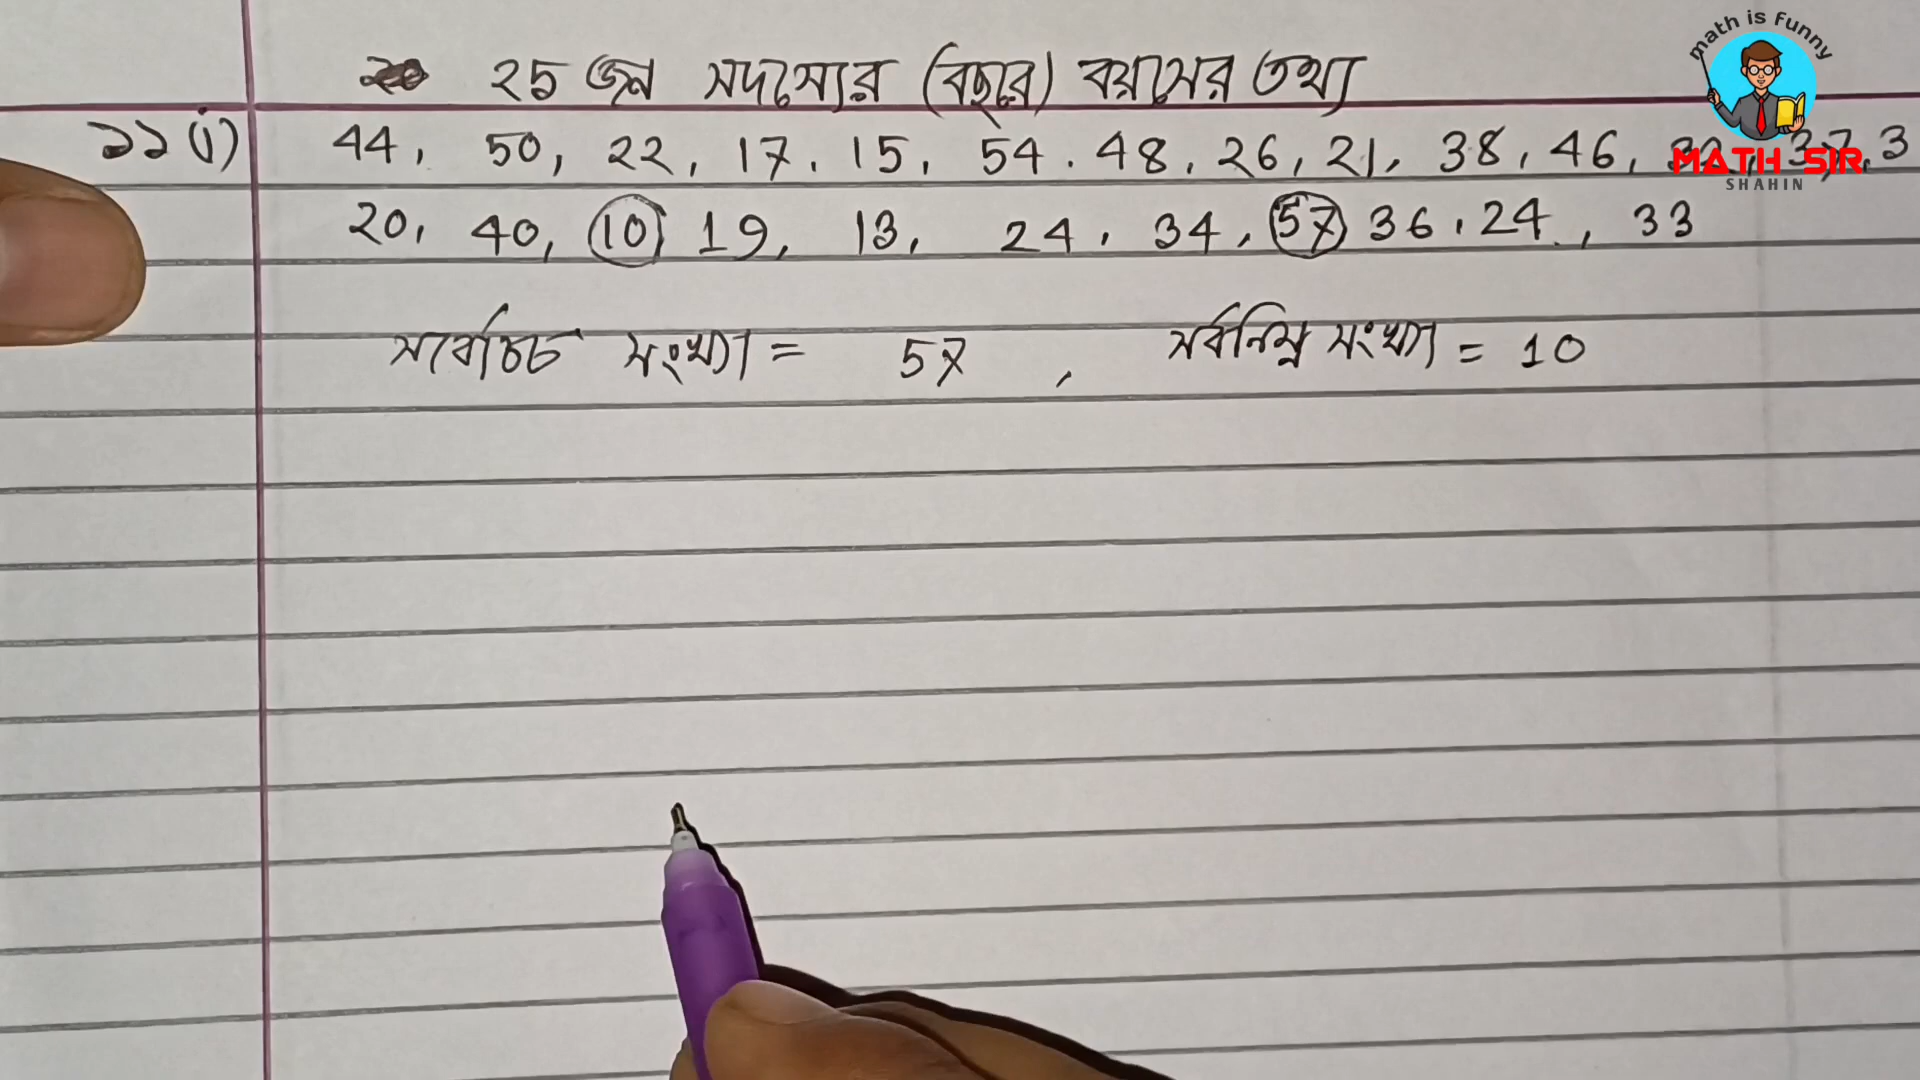 math is Funny
২৫ জন সদস্যের (বছরে) বয়সের তথ্য
১১ (i) 44, 50, 22, 17, 15, 54, 48, 26, 21, 38, 46,
MATH SIR
SHAHIN
20, 40, 10 19, 13, 24, 34, 57 36, 24, 33
সর্বোচ্চ সংখ্যা = 57 , সর্বনিম্ন সংখ্যা = 10